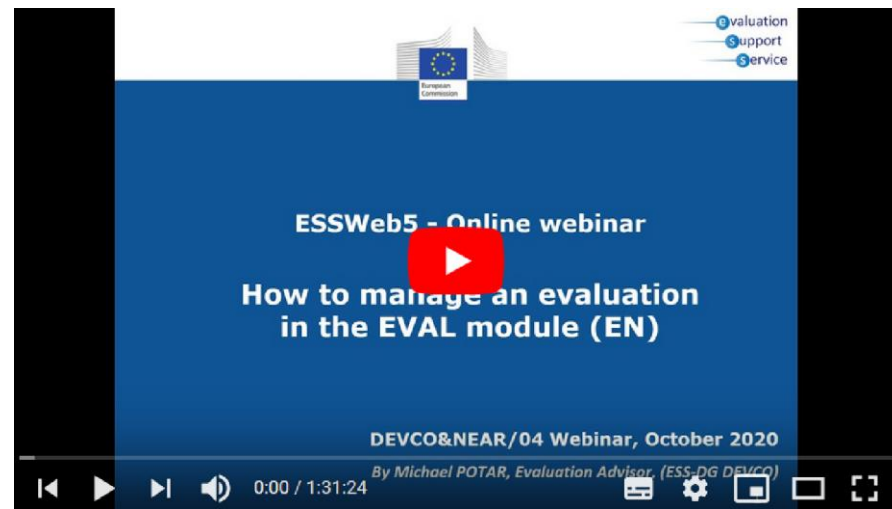 evaluation
support
service
European
Commission
ESSWeb5 - Online webinar
How to manage an evaluation
in the EVAL module (EN)
DEVCO&NEAR/04 Webinar, October 2020
By Michael POTAR, Evaluation Advisor, (ESS-DG DEVCO)
0:00 / 1:31:24